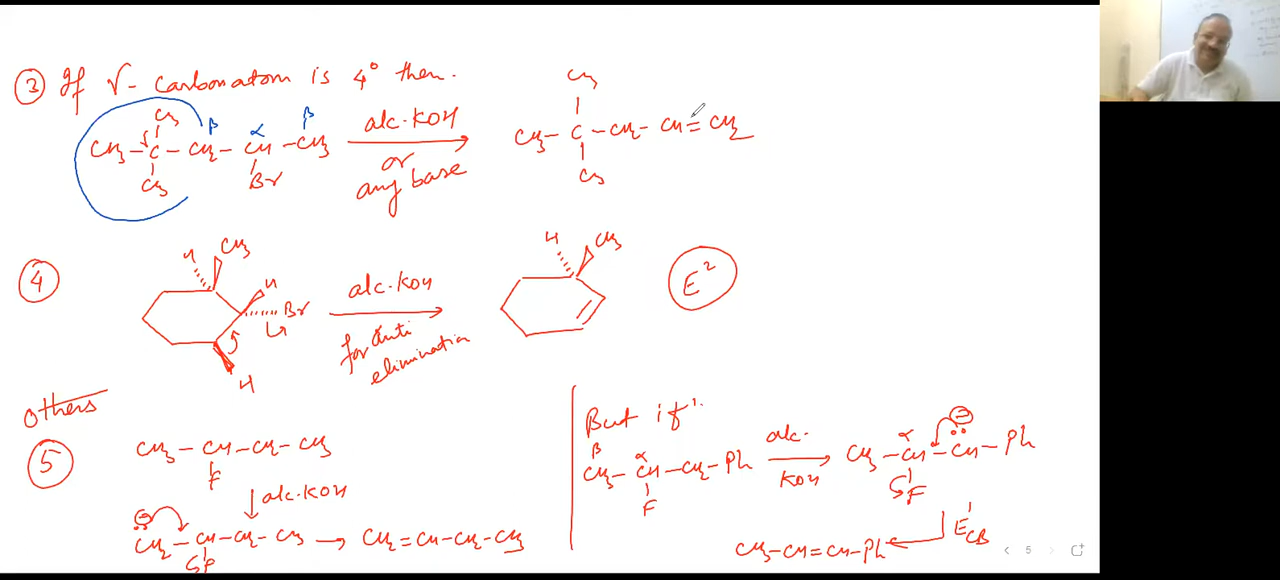 ③ If γ- Carbonatom is 4° then.
CH₃
CH₃ – C – CH₂ – CH – CH₃
γ β α β
CH₃ Br
alc. KOH
or
any base
CH₃
CH₃ – C – CH₂ – CH = CH₂
CH₃
④
H CH₃
H
Br
H
alc. KOH
for anti
elimination
H CH₃
E²
Others
⑤
CH₃ – CH – CH₂ – CH₃
F
alc. KOH
⊖
CH₂ – CH – CH₂ – CH₃ → CH₂ = CH – CH₂ – CH₃
F
But if
β α
CH₃ – CH – CH₂ – Ph
F
alc.
KOH
⊖
α
CH₃ – CH – CH – Ph
F
E¹CB
CH₃–CH=CH–Ph
5